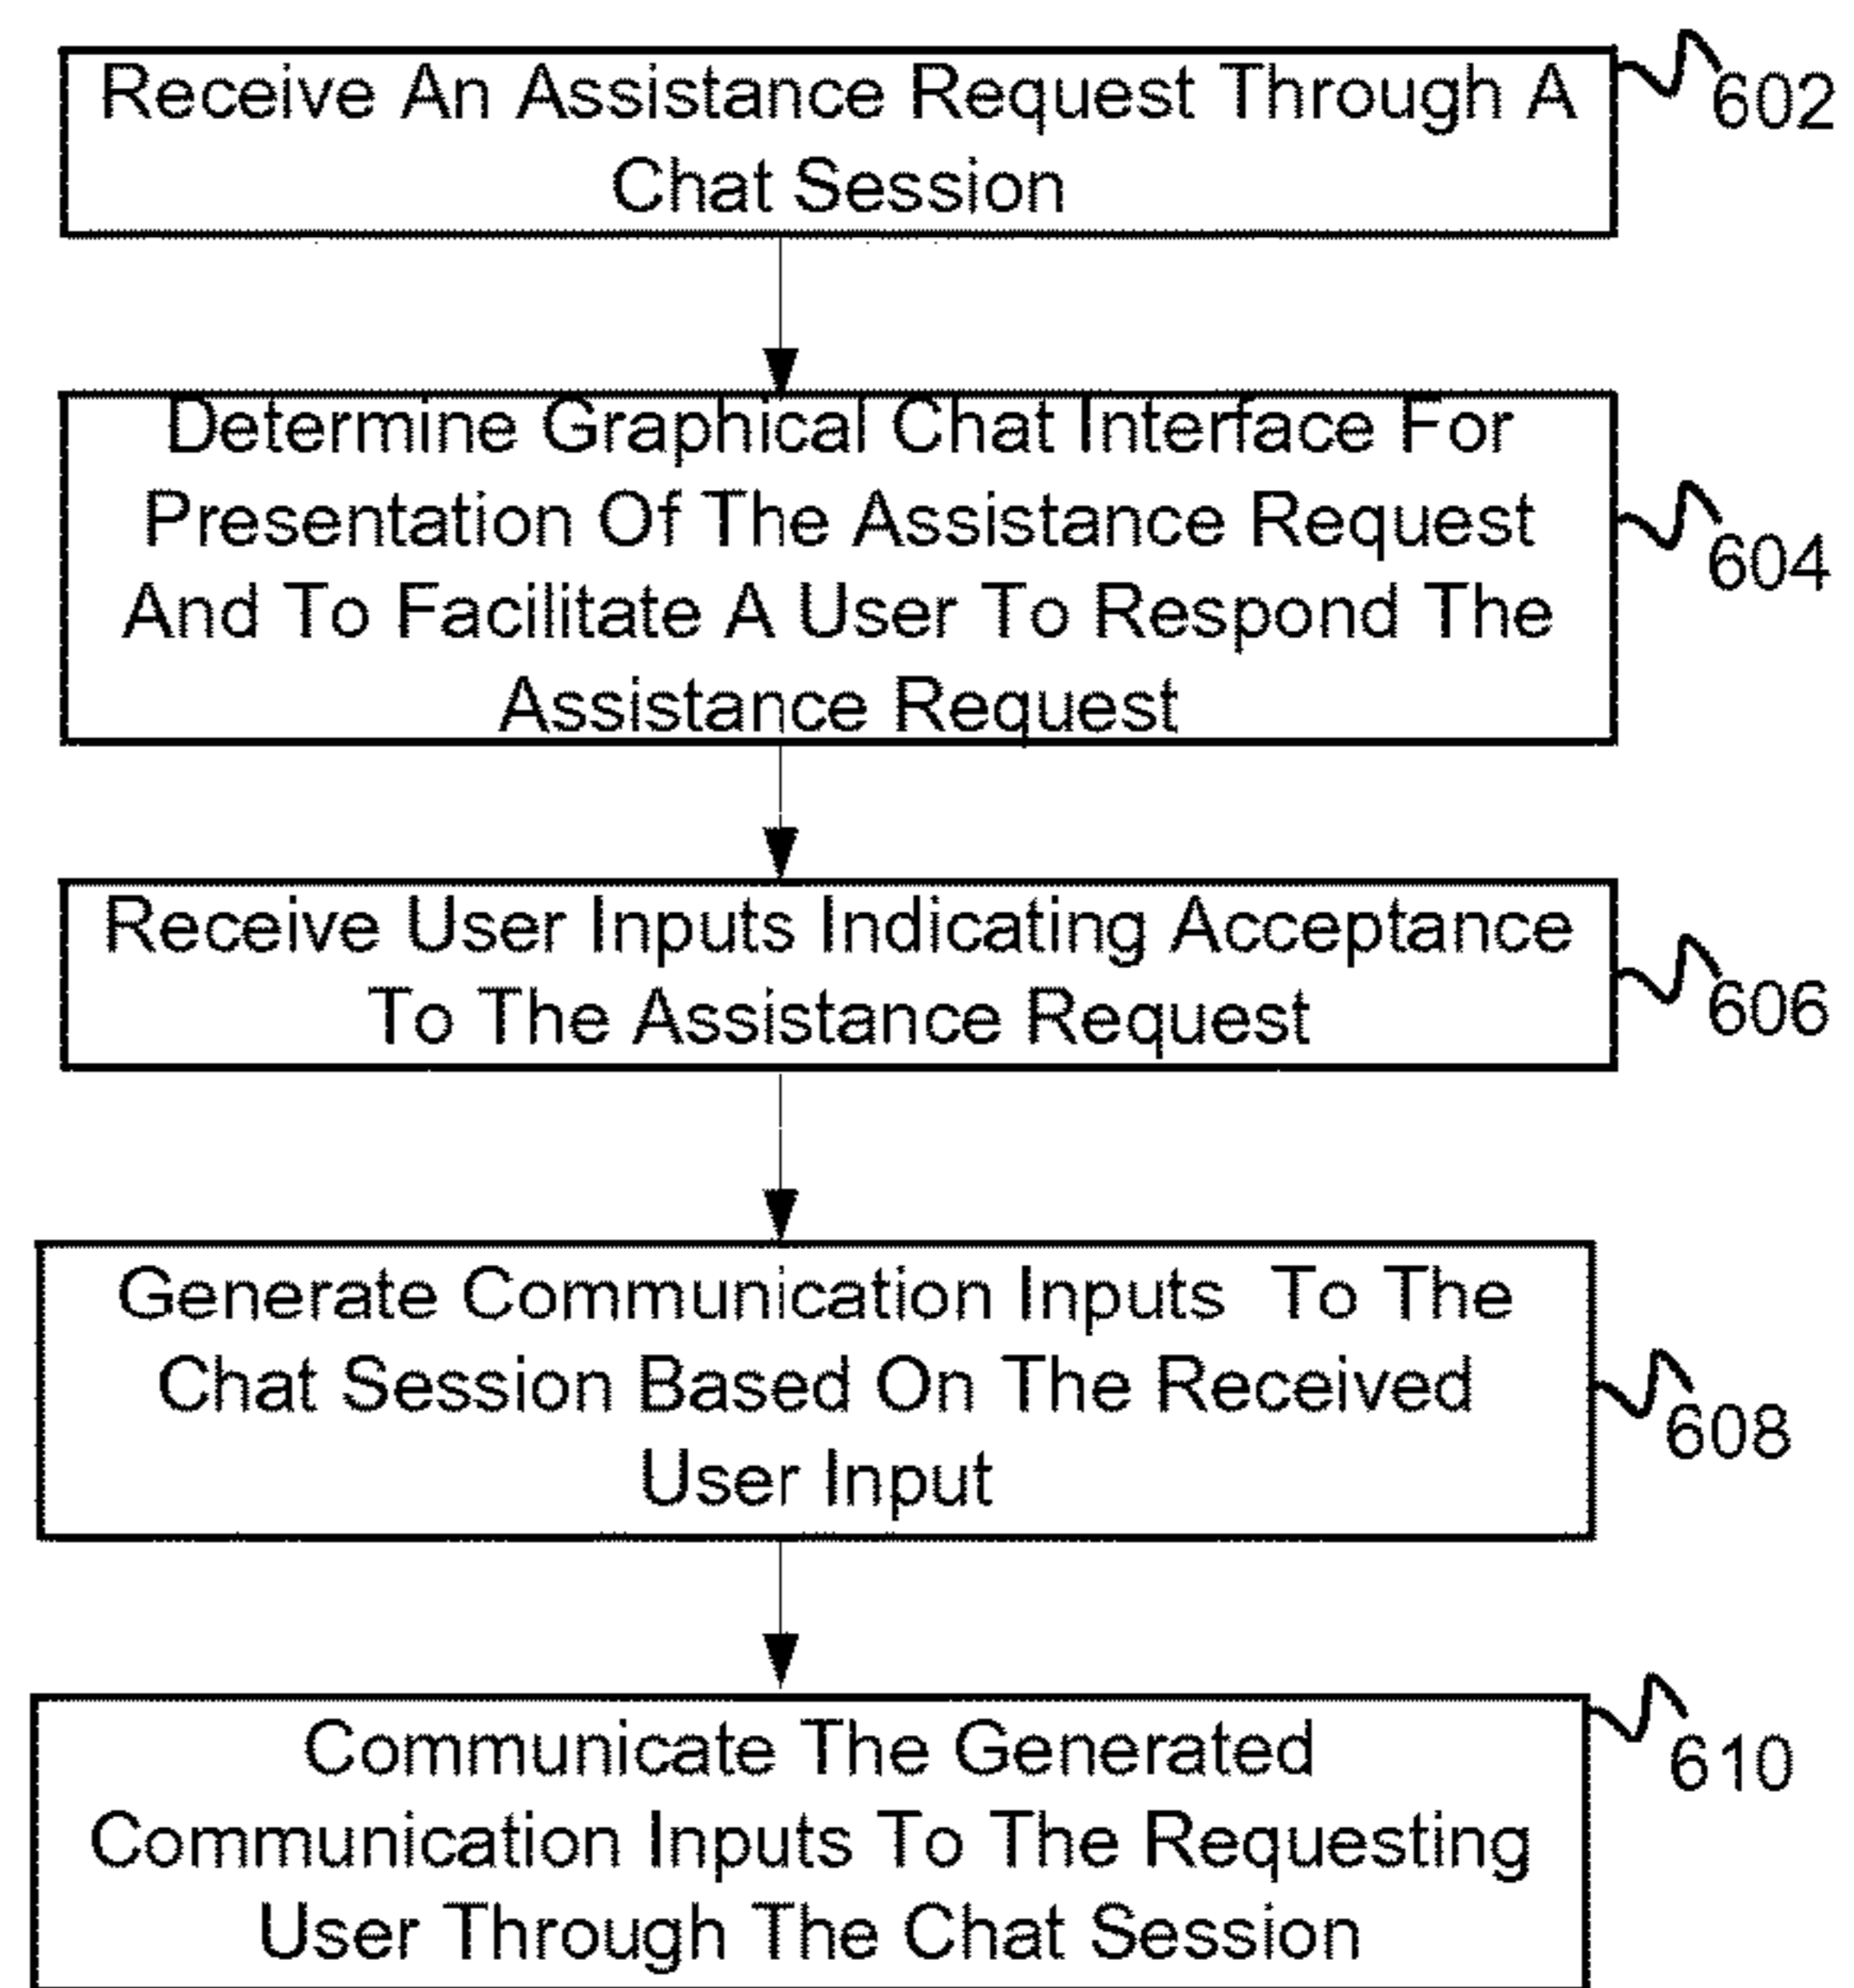 Receive An Assistance Request Through A
Chat Session
602
Determine Graphical Chat Interface For
Presentation Of The Assistance Request
And To Facilitate A User To Respond The
Assistance Request
604
Receive User Inputs Indicating Acceptance
To The Assistance Request
606
Generate Communication Inputs To The
Chat Session Based On The Received
User Input
608
Communicate The Generated
Communication Inputs To The Requesting
User Through The Chat Session
610